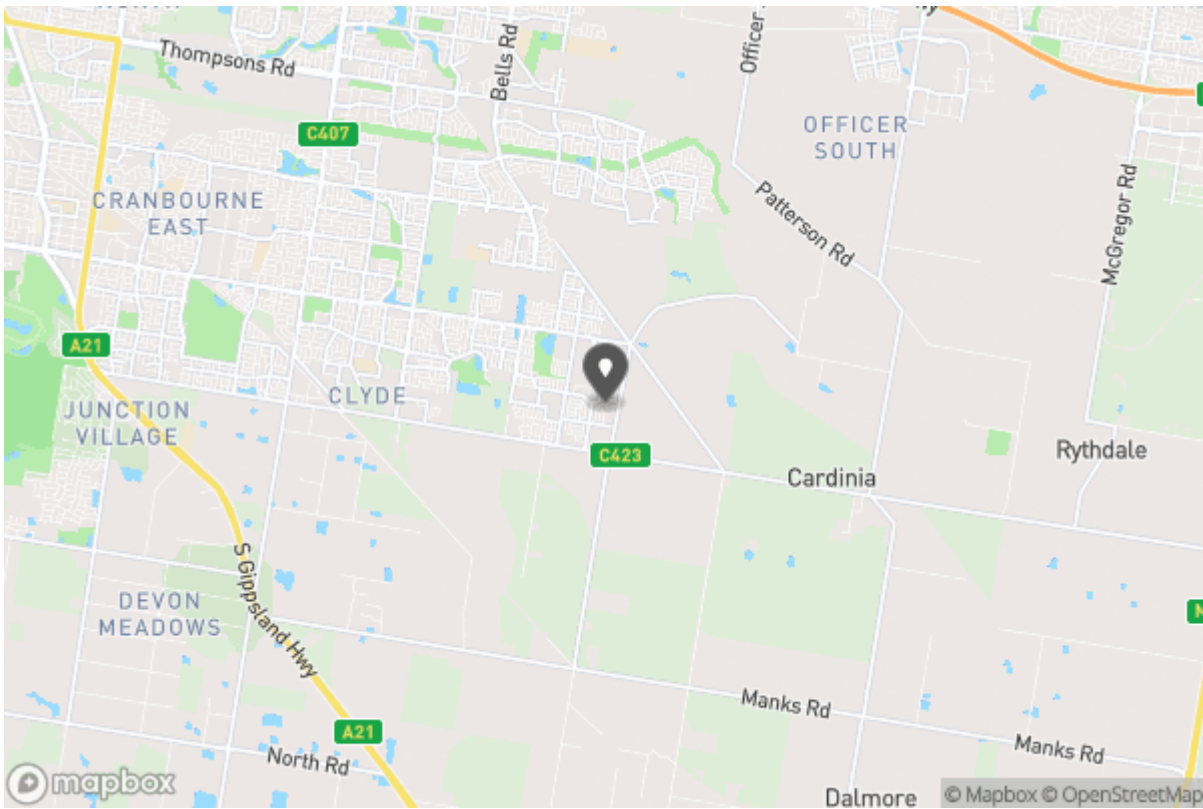 Thompsons Rd
Bells Rd
Officer
OFFICER
SOUTH
C407
McGregor Rd
CRANBOURNE
EAST
Patterson Rd
A21
CLYDE
JUNCTION
VILLAGE
C423
Rythdale
Cardinia
S Gippsland Hwy
DEVON
MEADOWS
Manks Rd
A21
North Rd
Manks Rd
mapbox
Dalmore
© Mapbox © OpenStreetMap